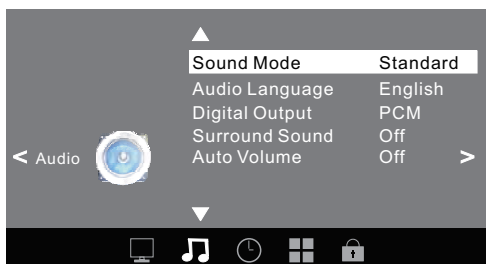 Sound Mode Standard
Audio Language English
Digital Output PCM
Surround Sound Off
< Audio Auto Volume Off >